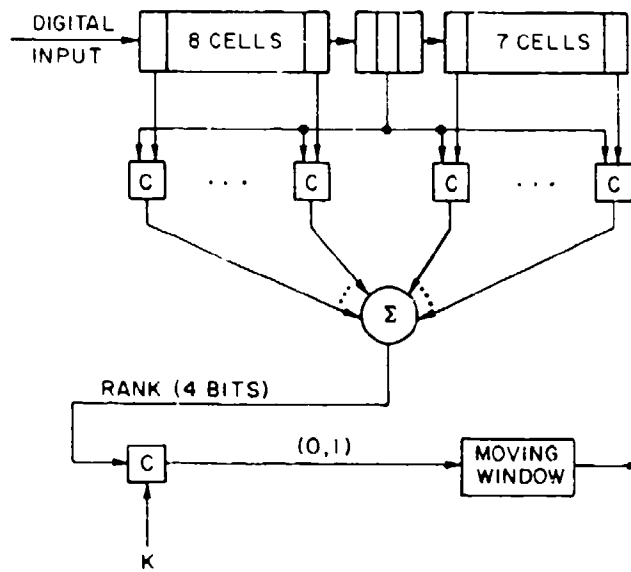 DIGITAL
INPUT
8 CELLS
7 CELLS
C
...
C
C
...
C
Σ
RANK (4 BITS)
C
(0,1)
MOVING
WINDOW
K